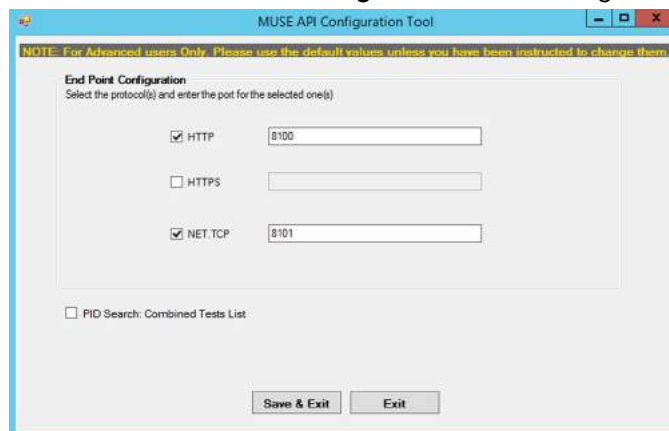 MUSE API Configuration Tool
NOTE: For Advanced users Only. Please use the default values unless you have been instructed to change them
End Point Configuration
Select the protocol(s) and enter the port for the selected one(s)
HTTP 8100
HTTPS
NET.TCP 8101
PID Search: Combined Tests List
Save & Exit Exit